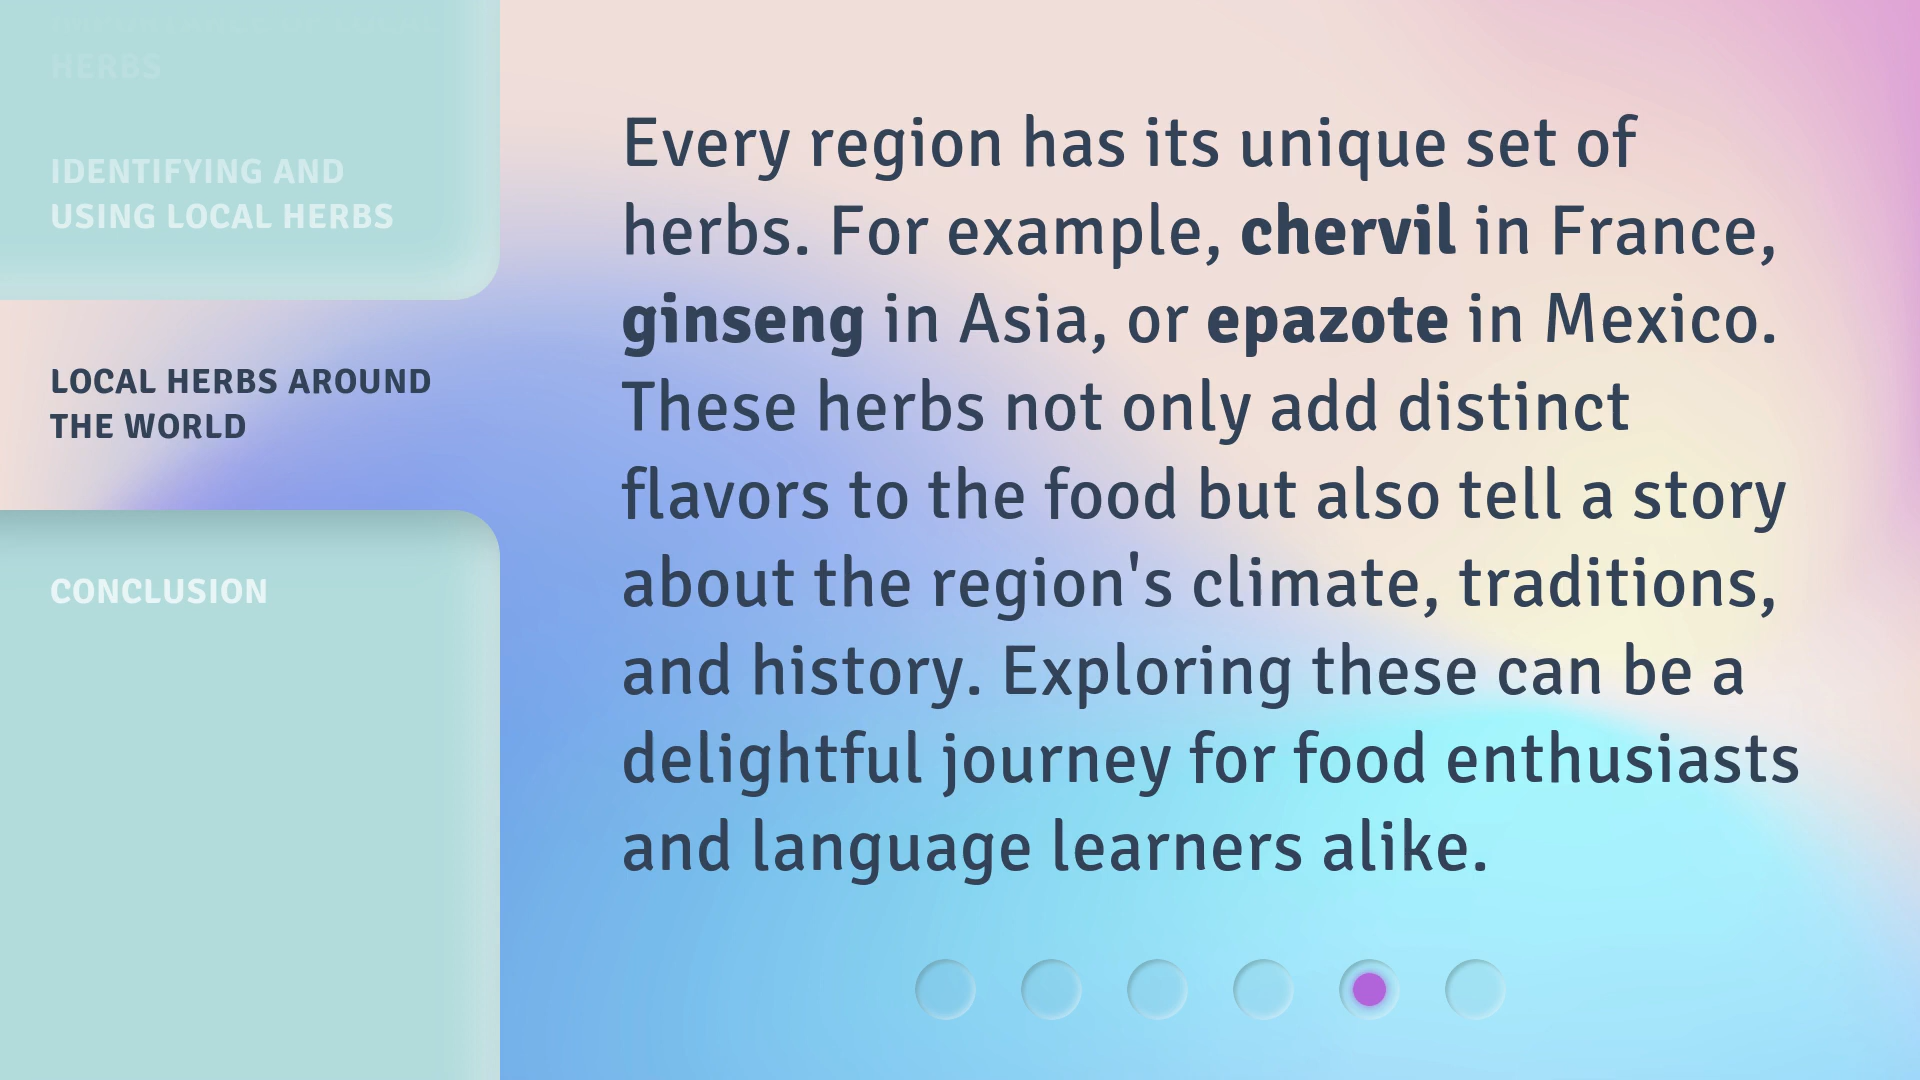 IMPORTANCE OF LOCAL
HERBS
IDENTIFYING AND
USING LOCAL HERBS
LOCAL HERBS AROUND
THE WORLD
CONCLUSION
Every region has its unique set of
herbs. For example, chervil in France,
ginseng in Asia, or epazote in Mexico.
These herbs not only add distinct
flavors to the food but also tell a story
about the region's climate, traditions,
and history. Exploring these can be a
delightful journey for food enthusiasts
and language learners alike.